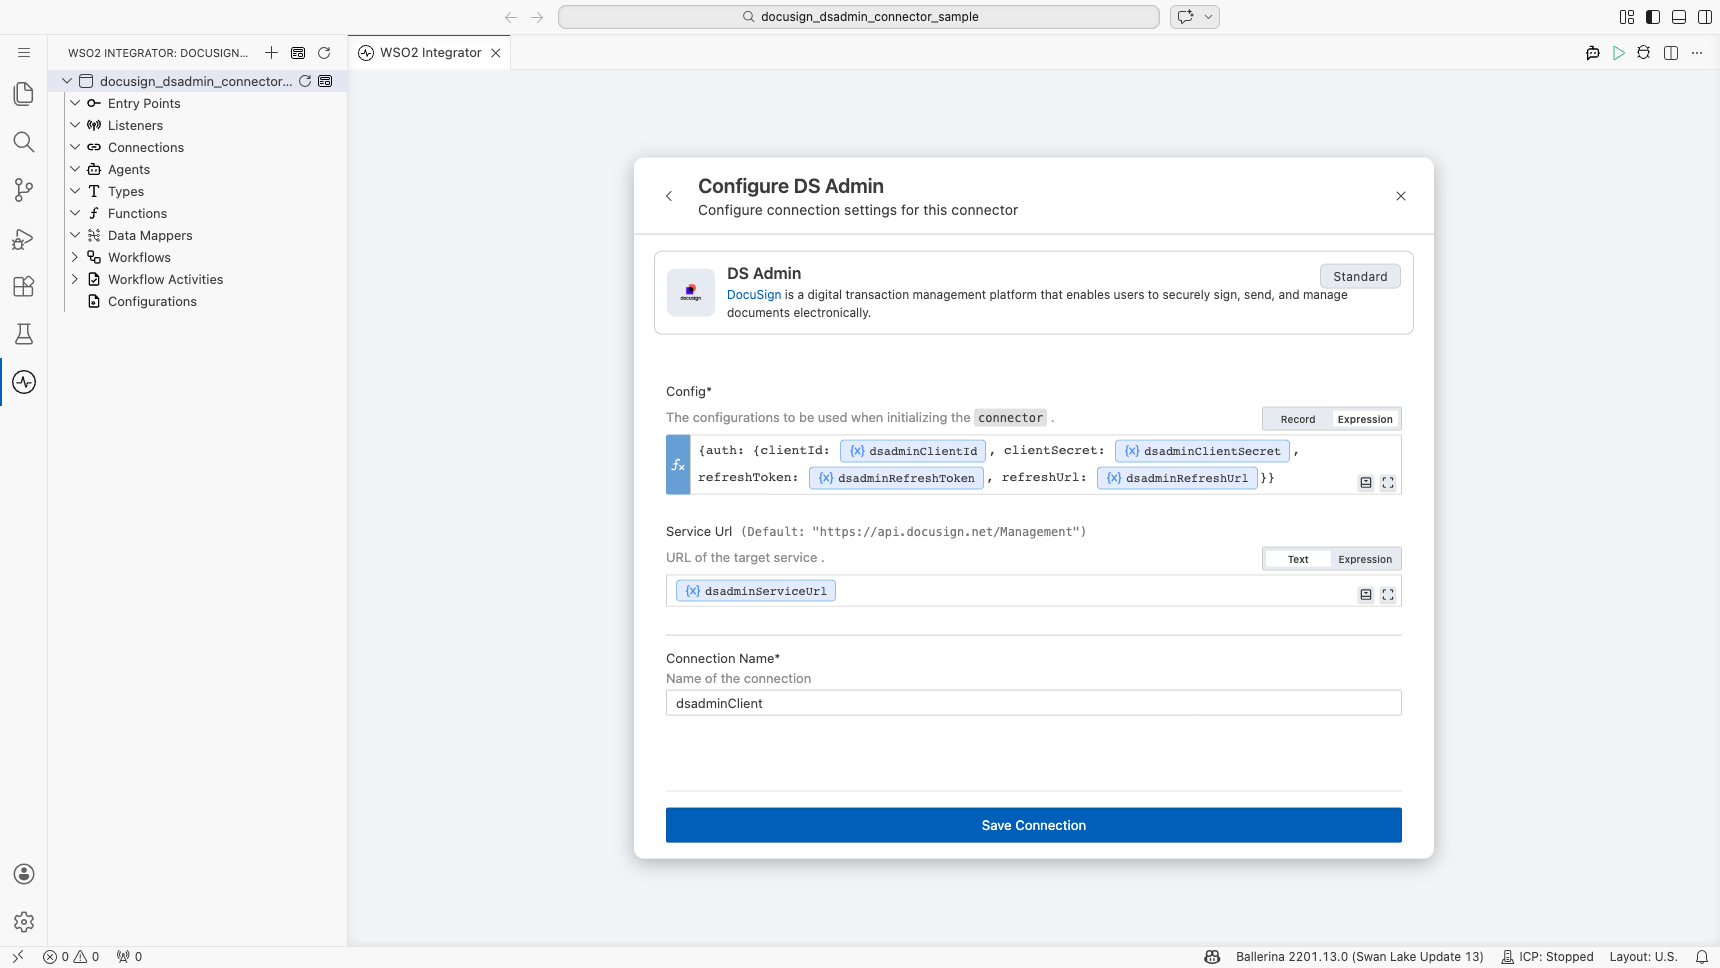 docusign_dsadmin_connector_sample
WSO2 INTEGRATOR: DOCUSIGN...
WSO2 Integrator
docusign_dsadmin_connector...
Entry Points
Listeners
Connections
Agents
Types
Functions
Data Mappers
Workflows
Workflow Activities
Configurations
Configure DS Admin
Configure connection settings for this connector
docusign
DS Admin
Standard
DocuSign is a digital transaction management platform that enables users to securely sign, send, and manage
documents electronically.
Config*
The configurations to be used when initializing the connector .
Record Expression
fx
{auth: {clientId: {x} dsadminClientId , clientSecret: {x} dsadminClientSecret ,
refreshToken: {x} dsadminRefreshToken , refreshUrl: {x} dsadminRefreshUrl }}
Service Url (Default: "https://api.docusign.net/Management")
URL of the target service .
Text Expression
{x} dsadminServiceUrl
Connection Name*
Name of the connection
dsadminClient
Save Connection
0 0 0
Ballerina 2201.13.0 (Swan Lake Update 13) ICP: Stopped Layout: U.S.